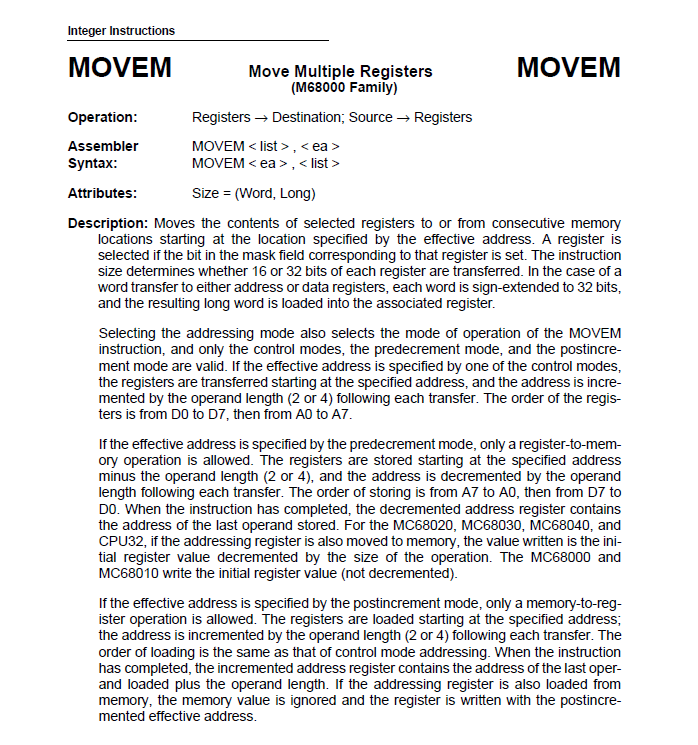 Integer Instructions
MOVEM Move Multiple Registers MOVEM
(M68000 Family)
Operation: Registers → Destination; Source → Registers
Assembler MOVEM < list > , < ea >
Syntax: MOVEM < ea > , < list >
Attributes: Size = (Word, Long)
Description: Moves the contents of selected registers to or from consecutive memory
locations starting at the location specified by the effective address. A register is
selected if the bit in the mask field corresponding to that register is set. The instruction
size determines whether 16 or 32 bits of each register are transferred. In the case of a
word transfer to either address or data registers, each word is sign-extended to 32 bits,
and the resulting long word is loaded into the associated register.
Selecting the addressing mode also selects the mode of operation of the MOVEM
instruction, and only the control modes, the predecrement mode, and the postincre-
ment mode are valid. If the effective address is specified by one of the control modes,
the registers are transferred starting at the specified address, and the address is incre-
mented by the operand length (2 or 4) following each transfer. The order of the regis-
ters is from D0 to D7, then from A0 to A7.
If the effective address is specified by the predecrement mode, only a register-to-mem-
ory operation is allowed. The registers are stored starting at the specified address
minus the operand length (2 or 4), and the address is decremented by the operand
length following each transfer. The order of storing is from A7 to A0, then from D7 to
D0. When the instruction has completed, the decremented address register contains
the address of the last operand stored. For the MC68020, MC68030, MC68040, and
CPU32, if the addressing register is also moved to memory, the value written is the ini-
tial register value decremented by the size of the operation. The MC68000 and
MC68010 write the initial register value (not decremented).
If the effective address is specified by the postincrement mode, only a memory-to-reg-
ister operation is allowed. The registers are loaded starting at the specified address;
the address is incremented by the operand length (2 or 4) following each transfer. The
order of loading is the same as that of control mode addressing. When the instruction
has completed, the incremented address register contains the address of the last oper-
and loaded plus the operand length. If the addressing register is also loaded from
memory, the memory value is ignored and the register is written with the postincre-
mented effective address.